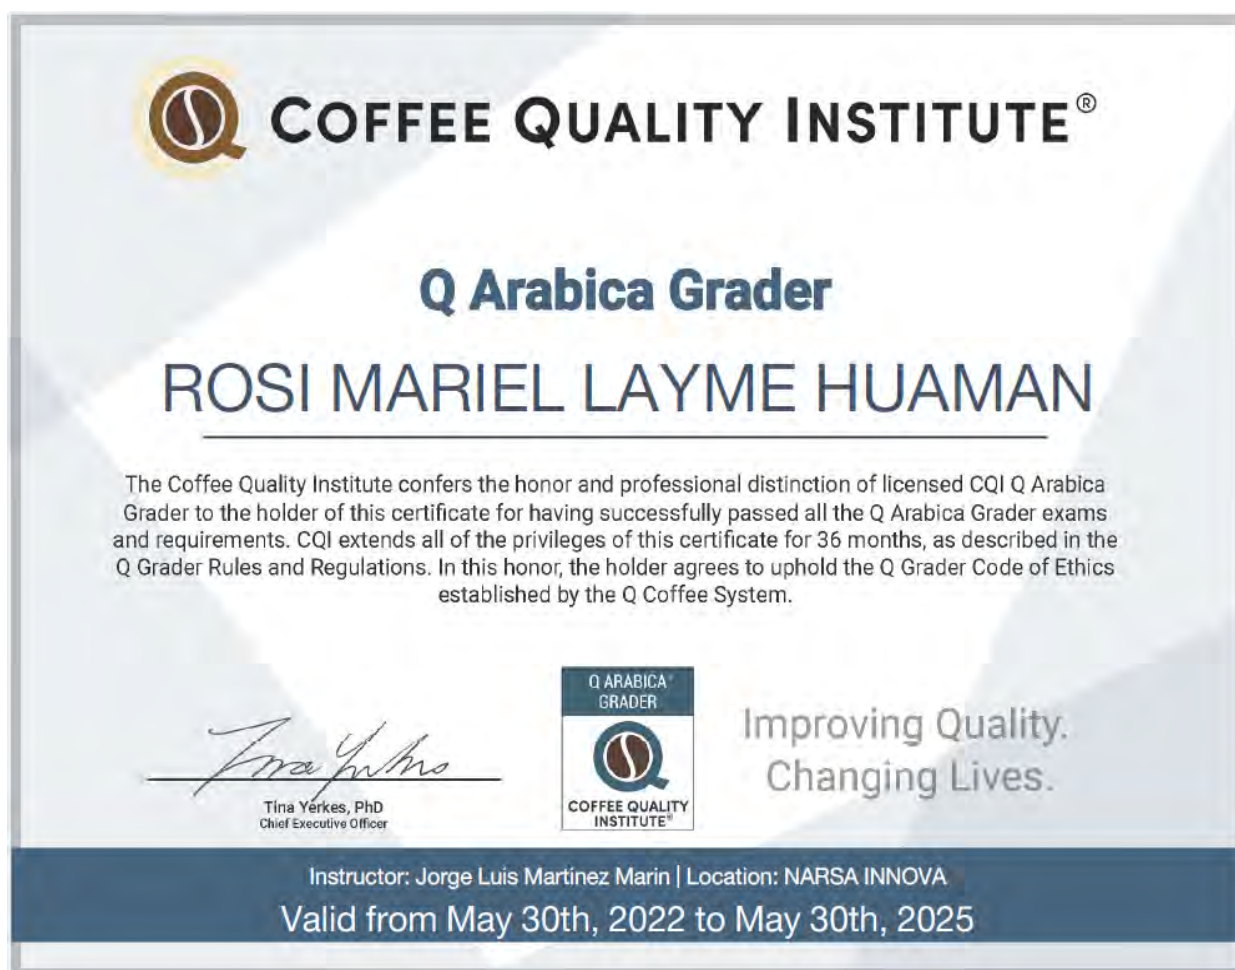 COFFEE QUALITY INSTITUTE®
Q Arabica Grader
ROSI MARIEL LAYME HUAMAN
The Coffee Quality Institute confers the honor and professional distinction of licensed CQI Q Arabica
Grader to the holder of this certificate for having successfully passed all the Q Arabica Grader exams
and requirements. CQI extends all of the privileges of this certificate for 36 months, as described in the
Q Grader Rules and Regulations. In this honor, the holder agrees to uphold the Q Grader Code of Ethics
established by the Q Coffee System.
Tina Yerkes
Tina Yerkes, PhD
Chief Executive Officer
Q ARABICA®
GRADER
COFFEE QUALITY
INSTITUTE®
Improving Quality.
Changing Lives.
Instructor: Jorge Luis Martinez Marin | Location: NARSA INNOVA
Valid from May 30th, 2022 to May 30th, 2025